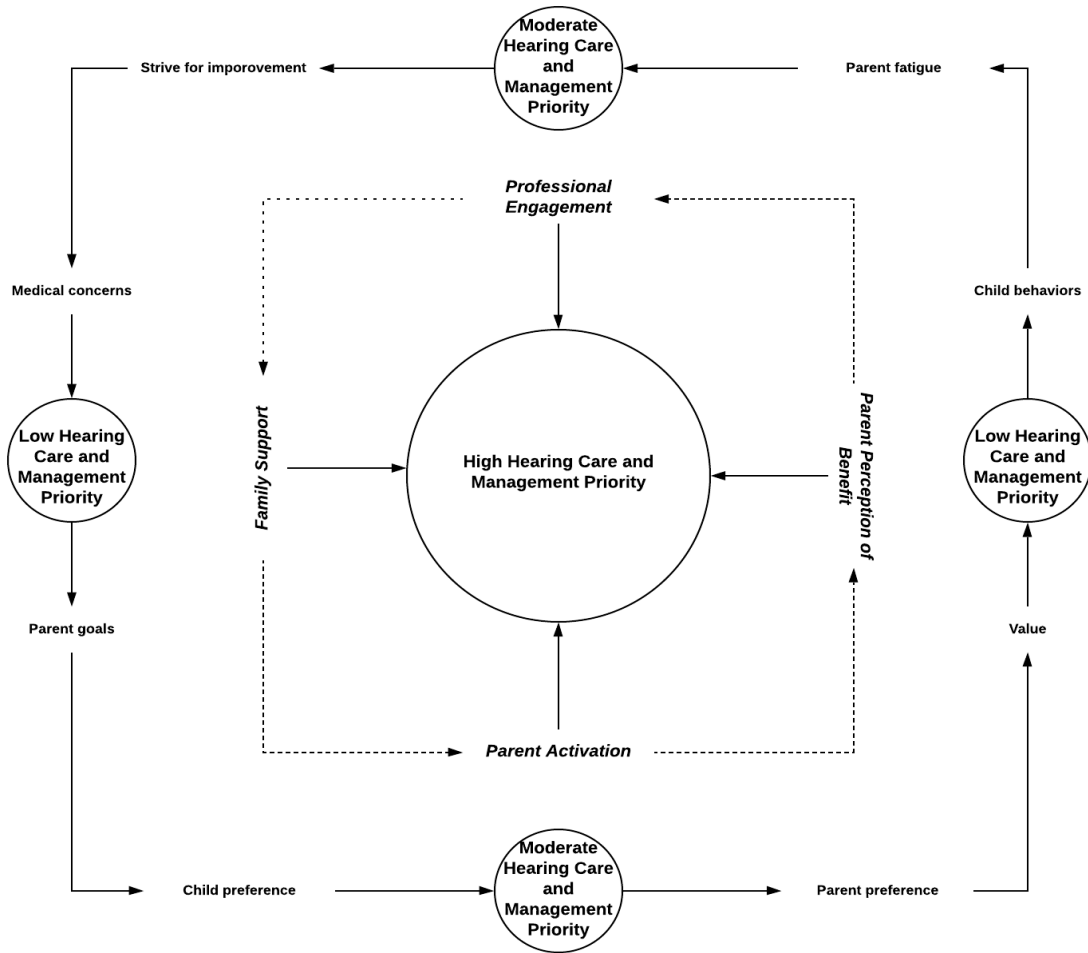 Moderate
Hearing Care
and
Management
Priority
Strive for imporovement
Parent fatigue
Professional
Engagement
Medical concerns
Child behaviors
Low Hearing
Care and
Management
Priority
Family Support
High Hearing Care and
Management Priority
Parent Perception of
Benefit
Low Hearing
Care and
Management
Priority
Parent goals
Value
Parent Activation
Child preference
Moderate
Hearing Care
and
Management
Priority
Parent preference